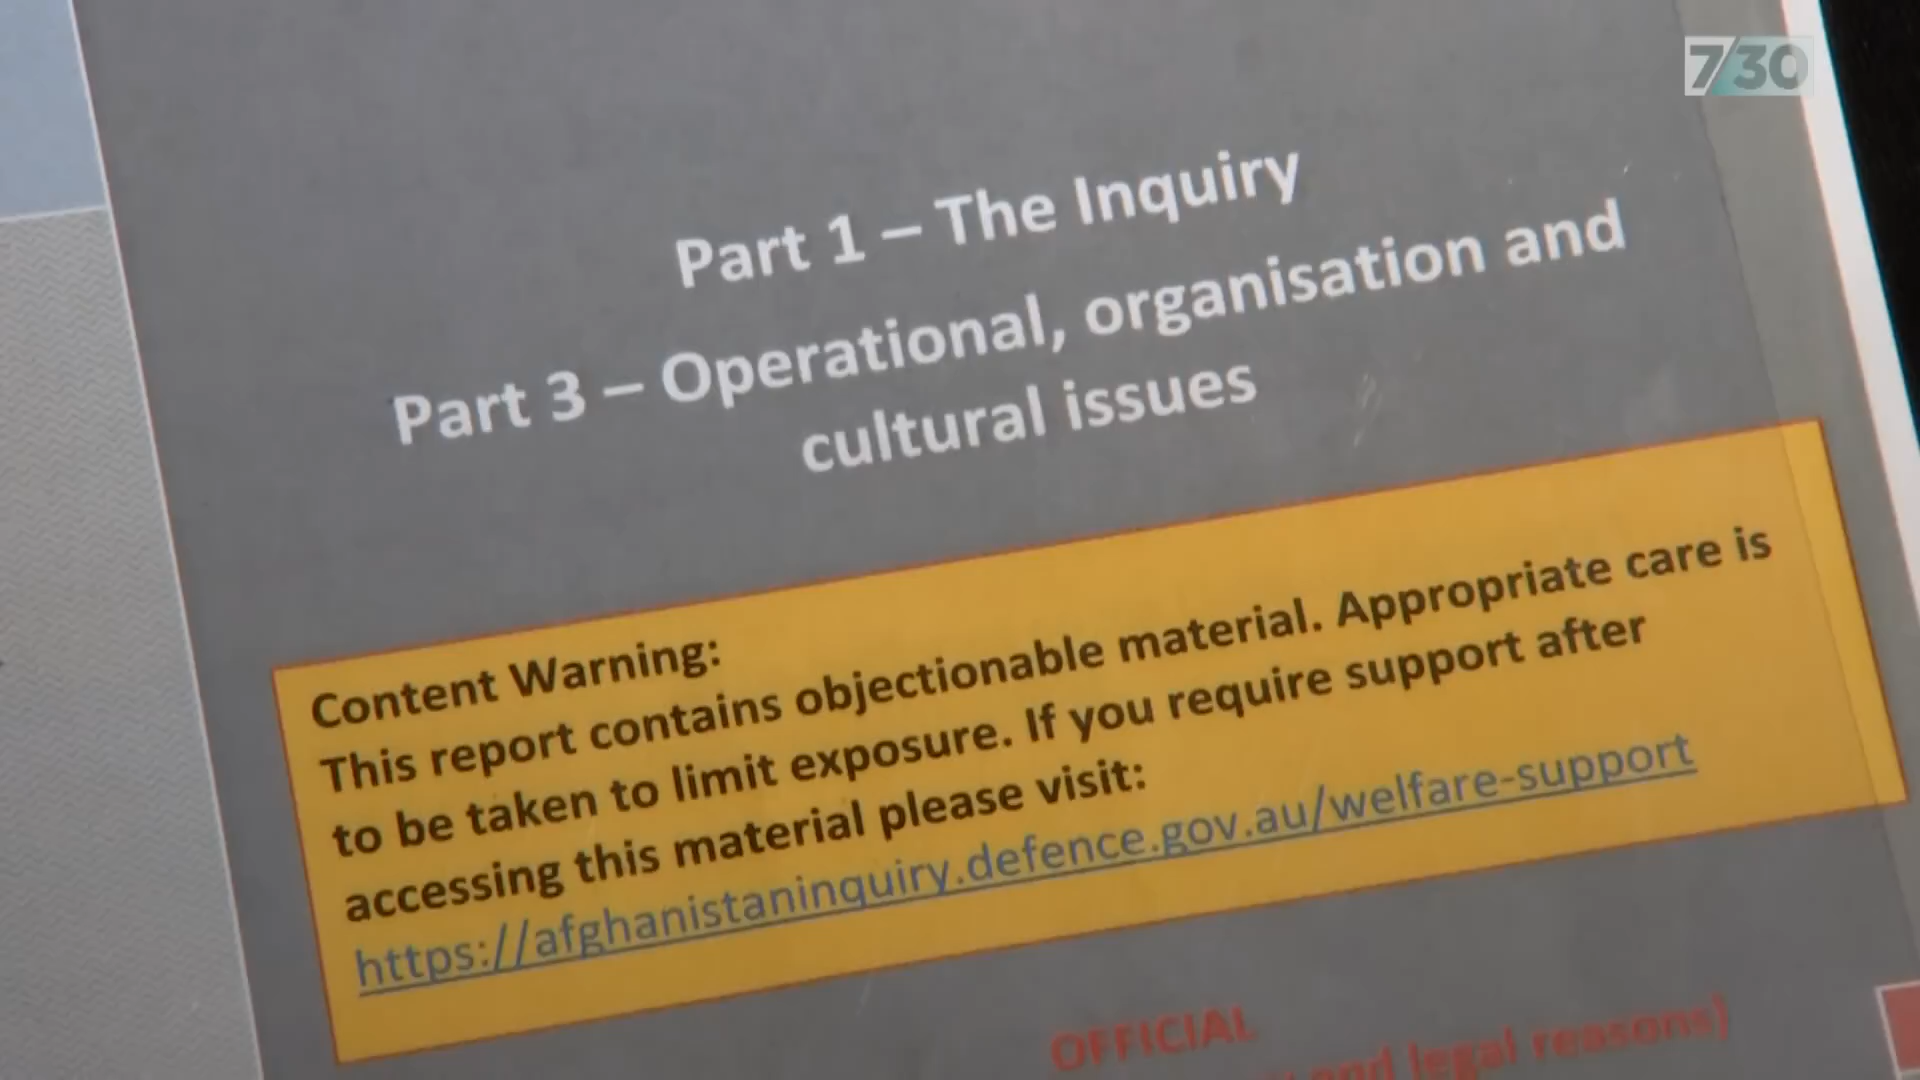 7/30
Part 1 – The Inquiry
Part 3 – Operational, organisation and
cultural issues
Content Warning:
This report contains objectionable material. Appropriate care is
to be taken to limit exposure. If you require support after
accessing this material please visit:
https://afghanistaninquiry.defence.gov.au/welfare-support
OFFICIAL
and legal reasons)